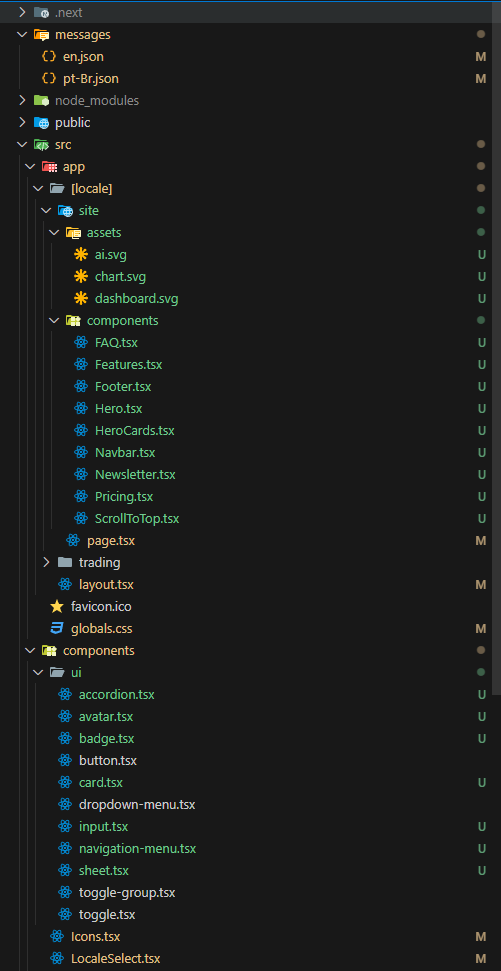 .next
messages
en.json M
pt-Br.json M
node_modules
public
src
app
[locale]
site
assets
ai.svg U
chart.svg U
dashboard.svg U
components
FAQ.tsx U
Features.tsx U
Footer.tsx U
Hero.tsx U
HeroCards.tsx U
Navbar.tsx U
Newsletter.tsx U
Pricing.tsx U
ScrollToTop.tsx U
page.tsx M
trading
layout.tsx M
favicon.ico
globals.css M
components
ui
accordion.tsx U
avatar.tsx U
badge.tsx U
button.tsx
card.tsx U
dropdown-menu.tsx
input.tsx U
navigation-menu.tsx U
sheet.tsx U
toggle-group.tsx
toggle.tsx
Icons.tsx M
LocaleSelect.tsx M